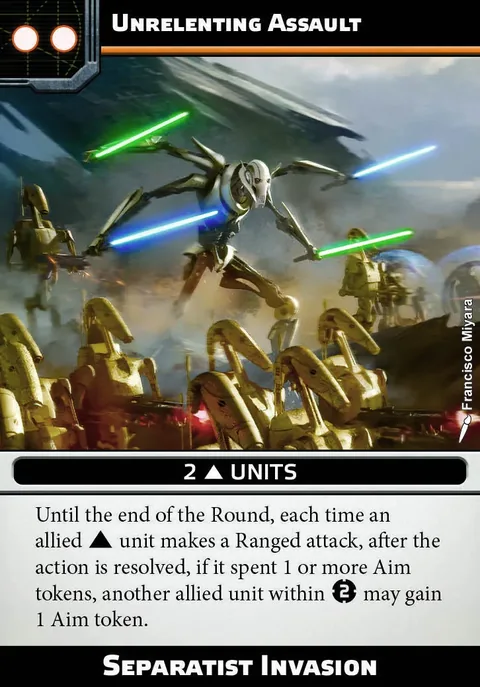 Unrelenting Assault
Francisco Miyara
2 ▲ UNITS
Until the end of the Round, each time an
allied ▲ unit makes a Ranged attack, after the
action is resolved, if it spent 1 or more Aim
tokens, another allied unit within 2 may gain
1 Aim token.
Separatist Invasion